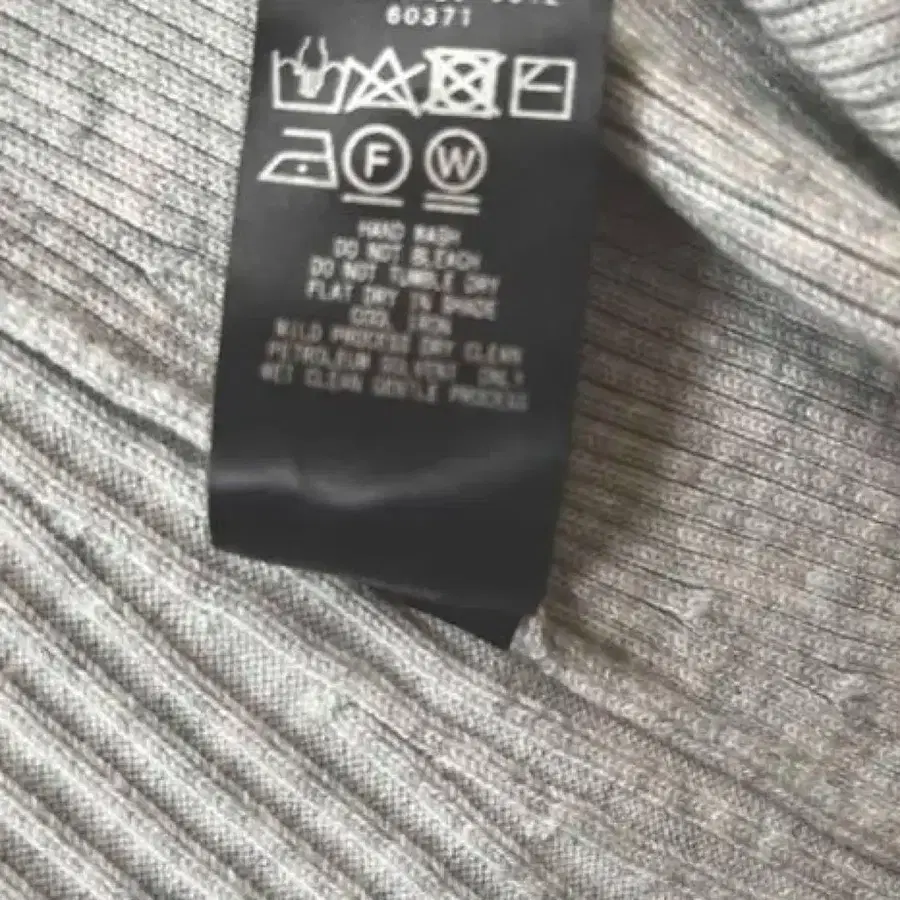 60371
F W
HAND WASH
DO NOT BLEACH
DO NOT TUMBLE DRY
FLAT DRY IN SHADE
COOL IRON
MILD PROCESS DRY CLEAN
PETROLEUM SOLVENT ONLY
WET CLEAN GENTLE PROCESS